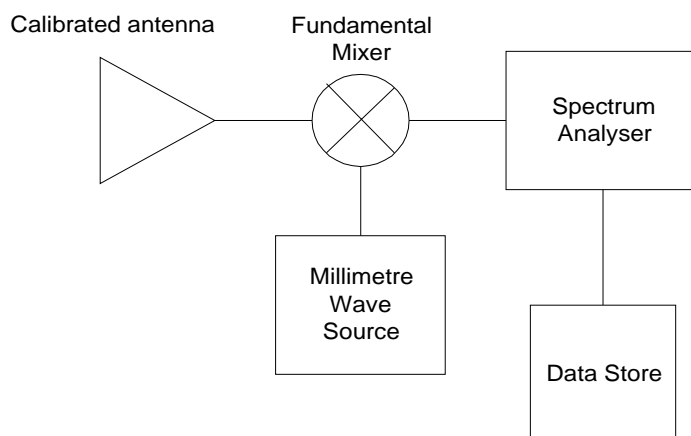 Calibrated antenna
Fundamental
Mixer
Spectrum
Analyser
Millimetre
Wave
Source
Data Store